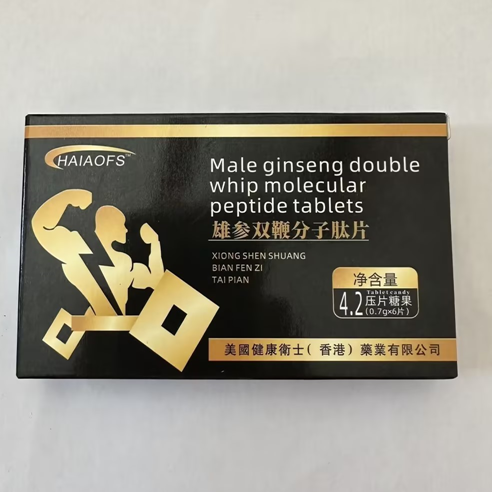 HAIAOFS™
Male ginseng double
whip molecular
peptide tablets
雄参双鞭分子肽片
XIONG SHEN SHUANG
BIAN FEN ZI
TAI PIAN
净含量
4.2
Tablet candy
压片糖果
(0.7g×6片)
美國健康衛士(香港)藥業有限公司